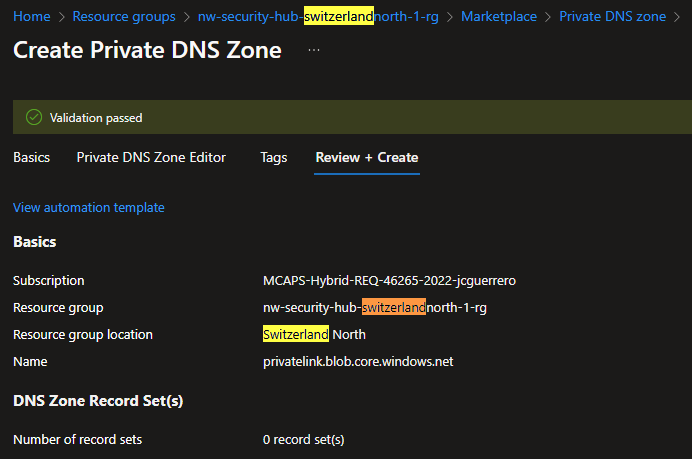 Home > Resource groups > nw-security-hub-switzerlandnorth-1-rg > Marketplace > Private DNS zone >
Create Private DNS Zone ...
Validation passed
Basics Private DNS Zone Editor Tags Review + Create
View automation template
Basics
Subscription MCAPS-Hybrid-REQ-46265-2022-jcguerrero
Resource group nw-security-hub-switzerlandnorth-1-rg
Resource group location Switzerland North
Name privatelink.blob.core.windows.net
DNS Zone Record Set(s)
Number of record sets 0 record set(s)